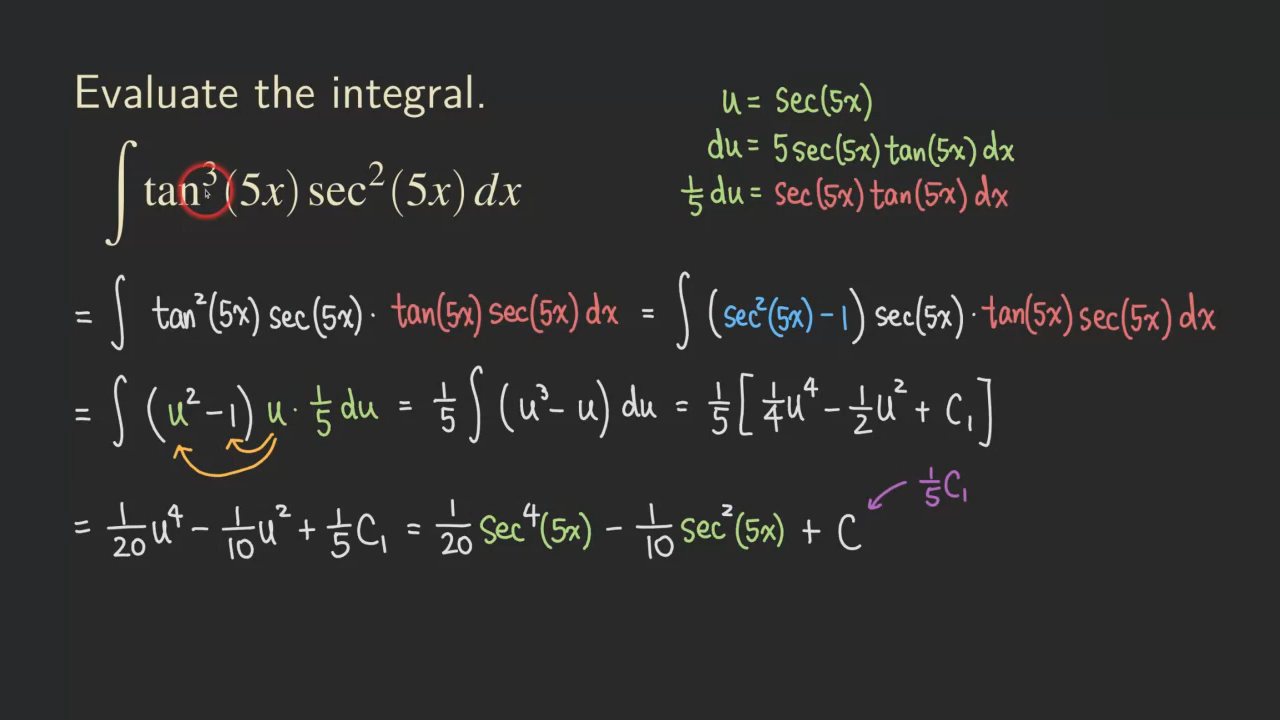 Evaluate the integral.
u = sec(5x)
du = 5 sec(5x) tan(5x) dx
1/5 du = sec(5x) tan(5x) dx
∫ tan³(5x) sec²(5x) dx
= ∫ tan²(5x) sec(5x) · tan(5x) sec(5x) dx = ∫ (sec²(5x) − 1) sec(5x) · tan(5x) sec(5x) dx
= ∫ (u² − 1) u · 1/5 du = 1/5 ∫ (u³ − u) du = 1/5 [1/4 u⁴ − 1/2 u² + C₁]
1/5 C₁
= 1/20 u⁴ − 1/10 u² + 1/5 C₁ = 1/20 sec⁴(5x) − 1/10 sec²(5x) + C